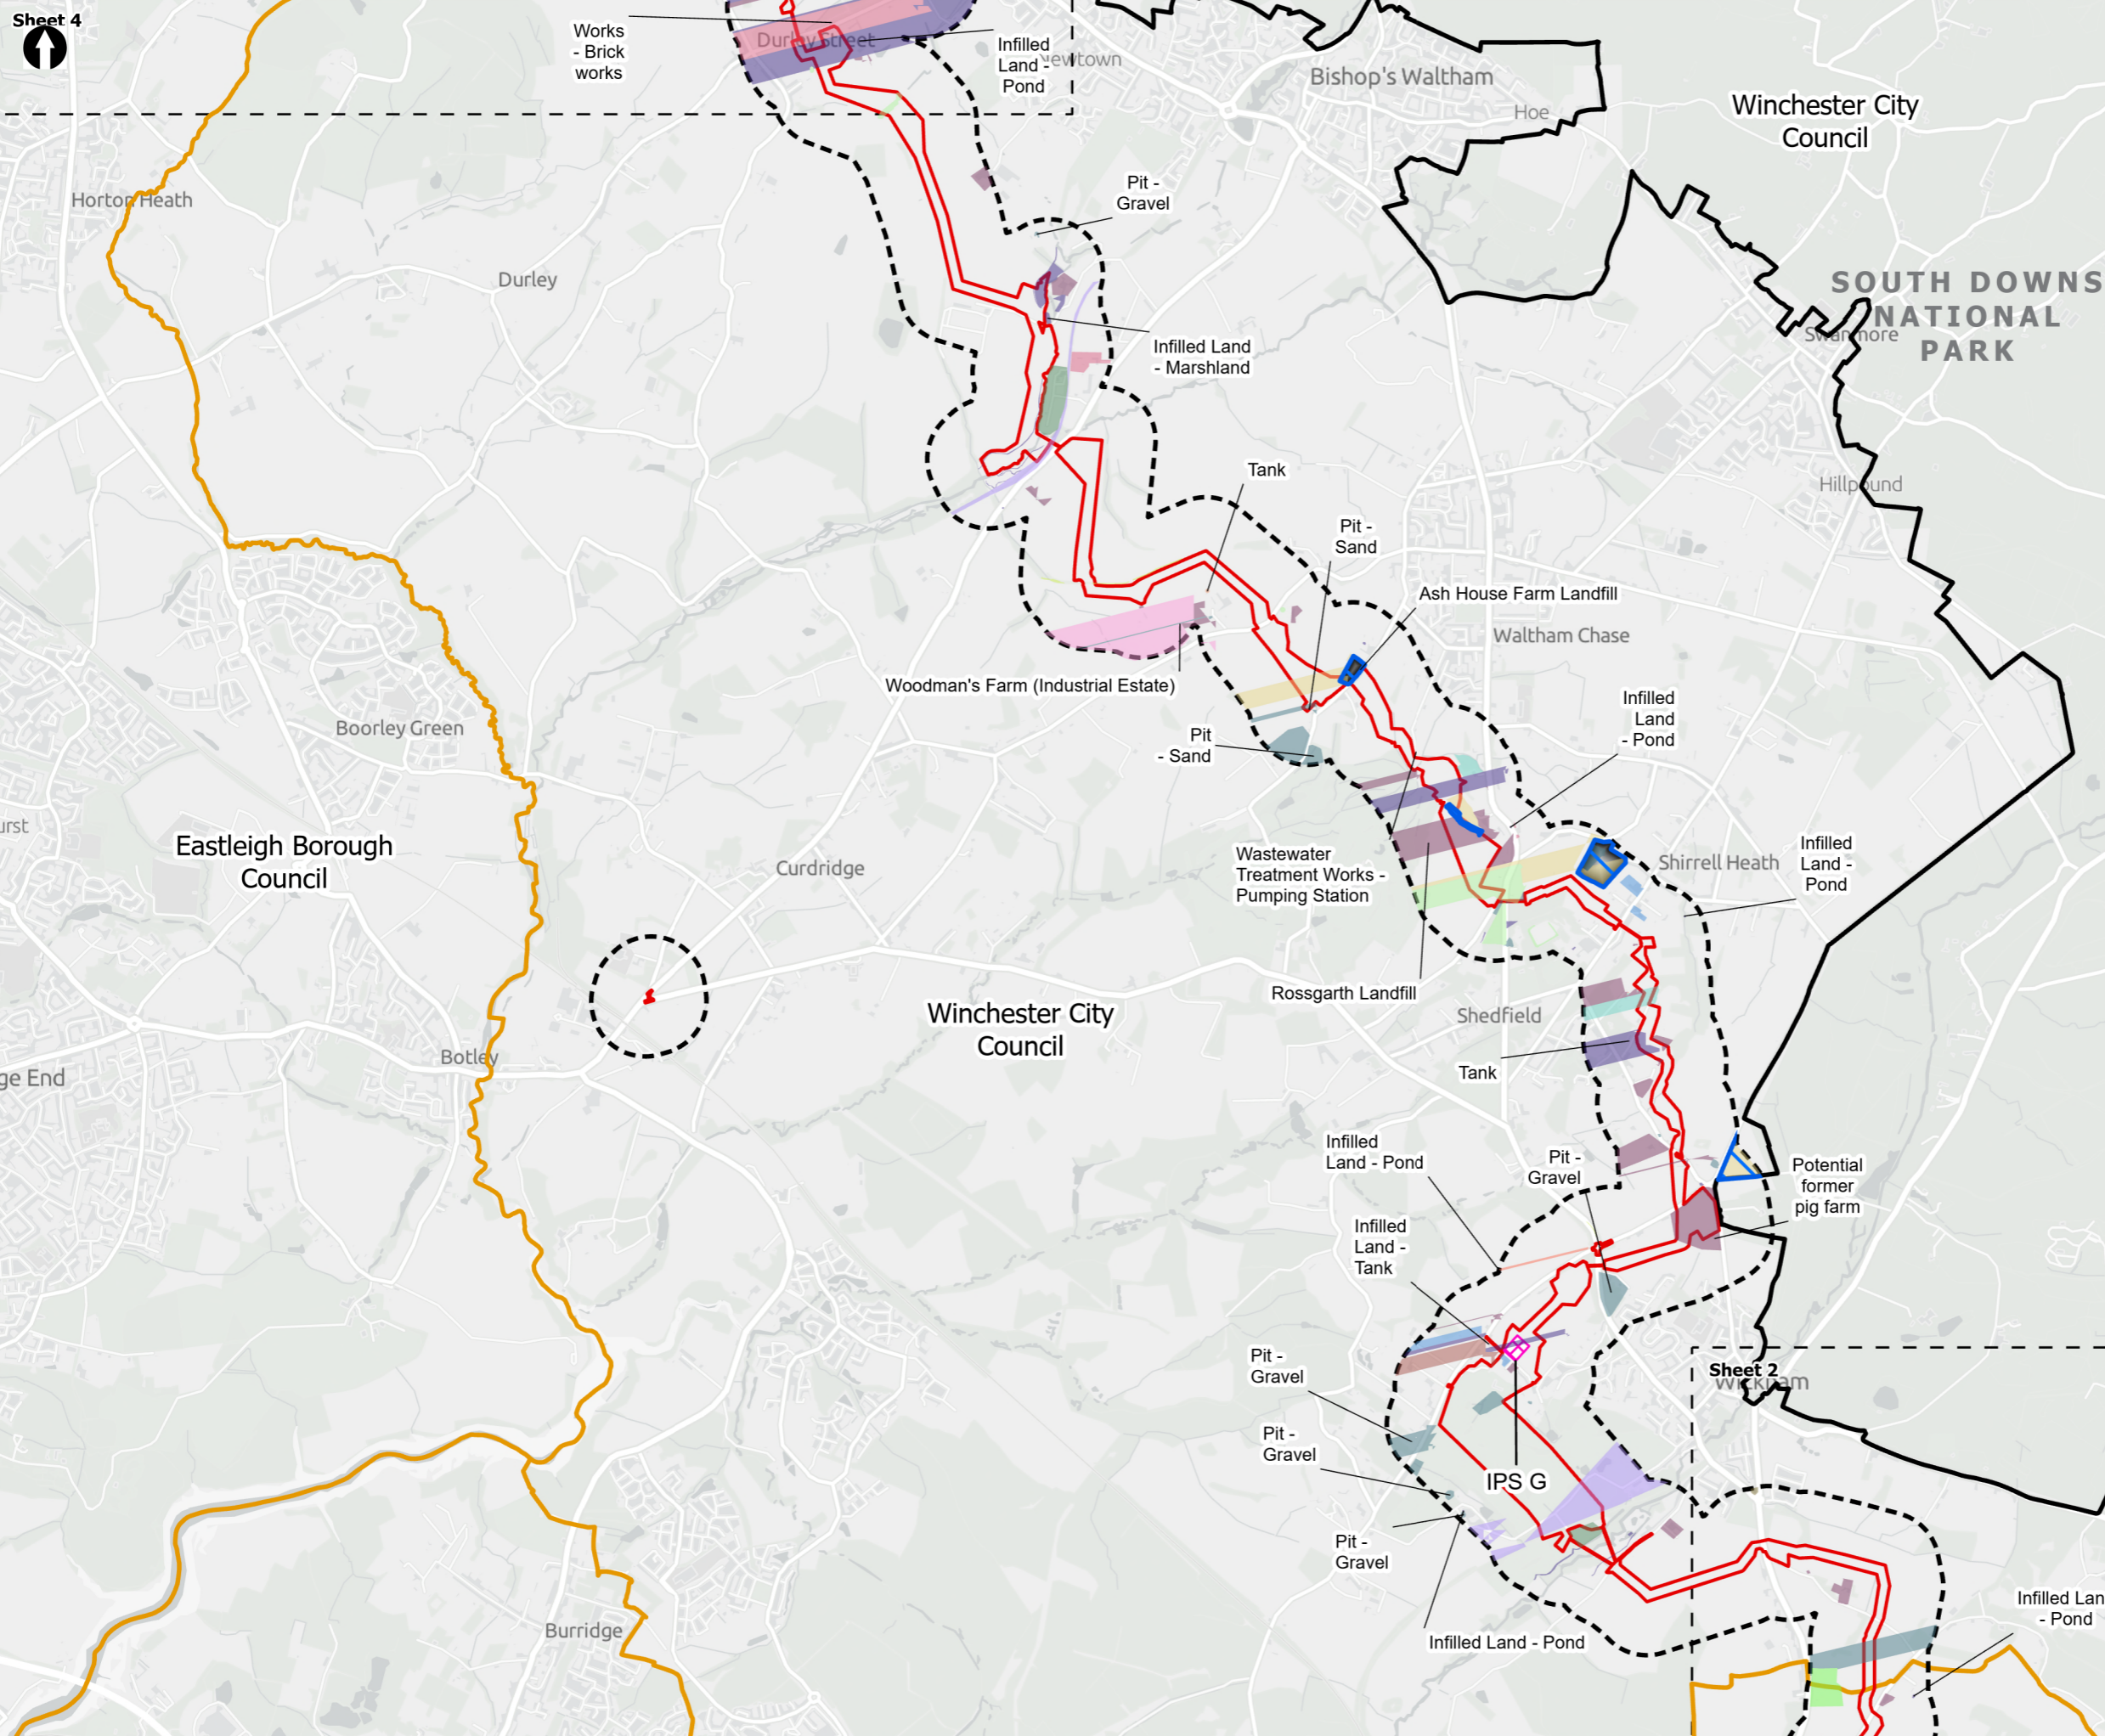 Sheet 4
Works
- Brick
works
Durley Street
Infilled
Land -
Pond
Newtown
Bishop's Waltham
Hoe
Winchester City
Council
Horton Heath
Pit -
Gravel
Durley
SOUTH DOWNS
NATIONAL
PARK
Swanmore
Infilled Land
- Marshland
Tank
Hillpound
Pit -
Sand
Ash House Farm Landfill
Waltham Chase
Woodman's Farm (Industrial Estate)
Infilled
Land
- Pond
Boorley Green
Pit
- Sand
urst
Eastleigh Borough
Council
Curdridge
Wastewater
Treatment Works -
Pumping Station
Shirrell Heath
Infilled
Land -
Pond
Rossgarth Landfill
Winchester City
Council
Shedfield
Botley
ge End
Tank
Infilled
Land - Pond
Pit -
Gravel
Potential
former
pig farm
Infilled
Land -
Tank
Pit -
Gravel
Sheet 2
Wickham
Pit -
Gravel
IPS G
Pit -
Gravel
Burridge
Infilled Land - Pond
Infilled Lan
- Pond